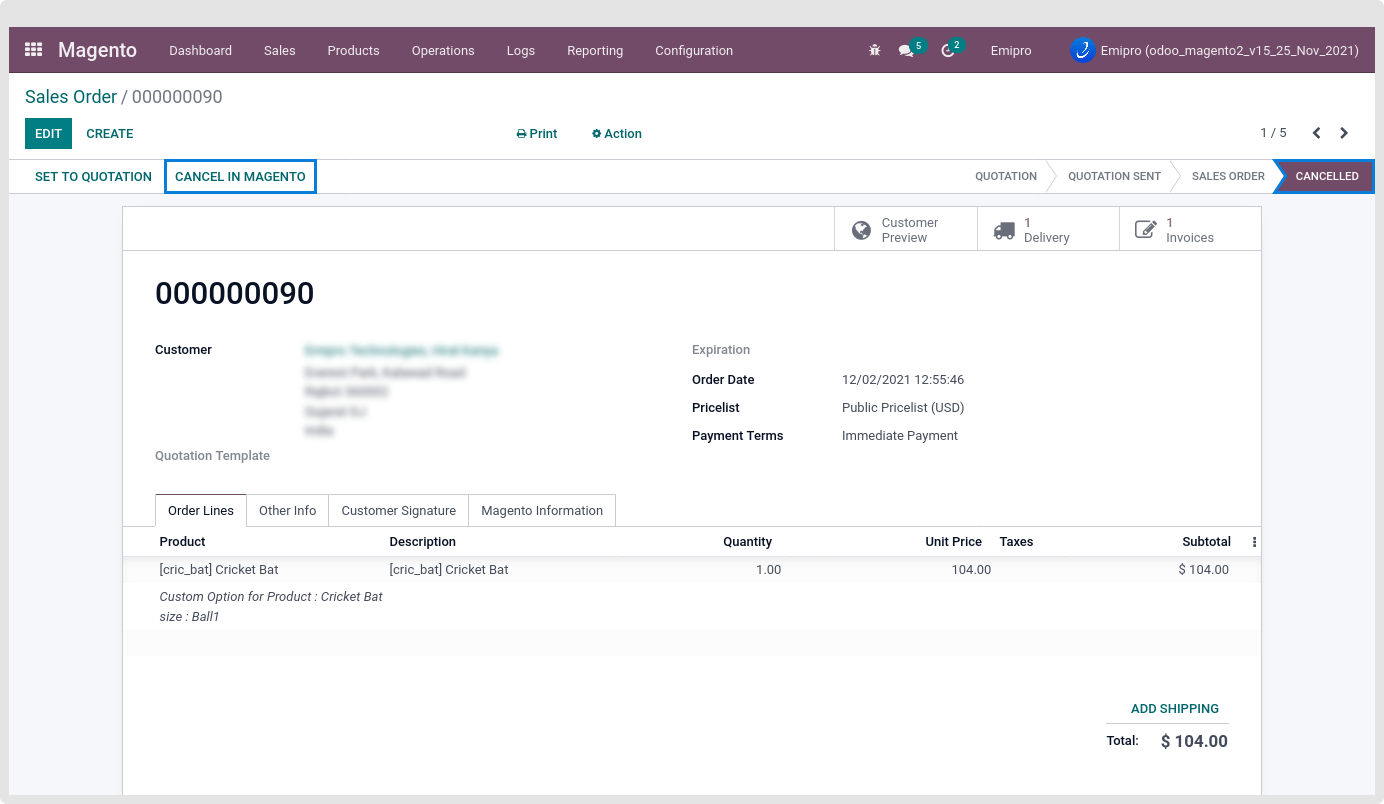 Magento Dashboard Sales Products Operations Logs Reporting Configuration 5 2 Emipro Emipro (odoo_magento2_v15_25_Nov_2021)
Sales Order / 000000090
EDIT CREATE Print Action 1 / 5
SET TO QUOTATION CANCEL IN MAGENTO QUOTATION QUOTATION SENT SALES ORDER CANCELLED
Customer Preview 1 Delivery 1 Invoices
000000090
Customer
Expiration
Order Date 12/02/2021 12:55:46
Pricelist Public Pricelist (USD)
Payment Terms Immediate Payment
Quotation Template
Order Lines Other Info Customer Signature Magento Information
Product Description Quantity Unit Price Taxes Subtotal
[cric_bat] Cricket Bat [cric_bat] Cricket Bat 1.00 104.00 $ 104.00
Custom Option for Product : Cricket Bat
size : Ball1
ADD SHIPPING
Total: $ 104.00